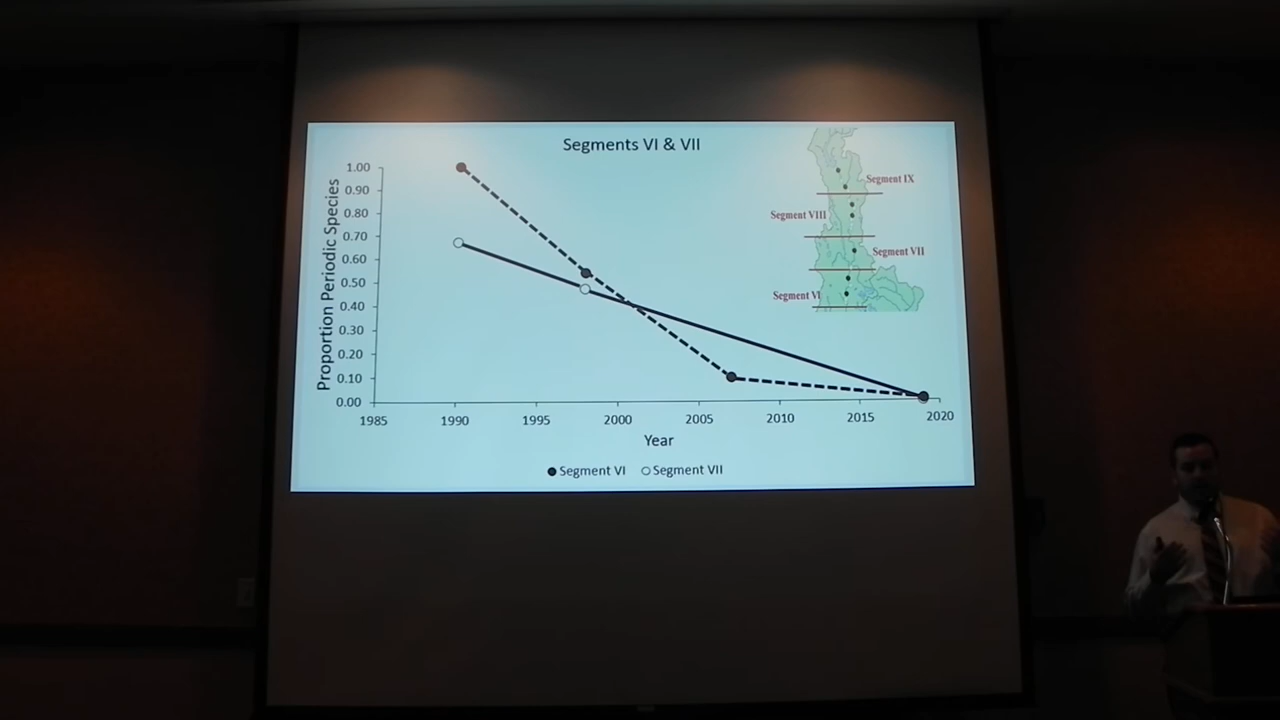 Segments VI & VII
Proportion Periodic Species
1.00
0.90
0.80
0.70
0.60
0.50
0.40
0.30
0.20
0.10
0.00
1985 1990 1995 2000 2005 2010 2015 2020
Year
Segment VI Segment VII
Segment IX
Segment VIII
Segment VII
Segment VI